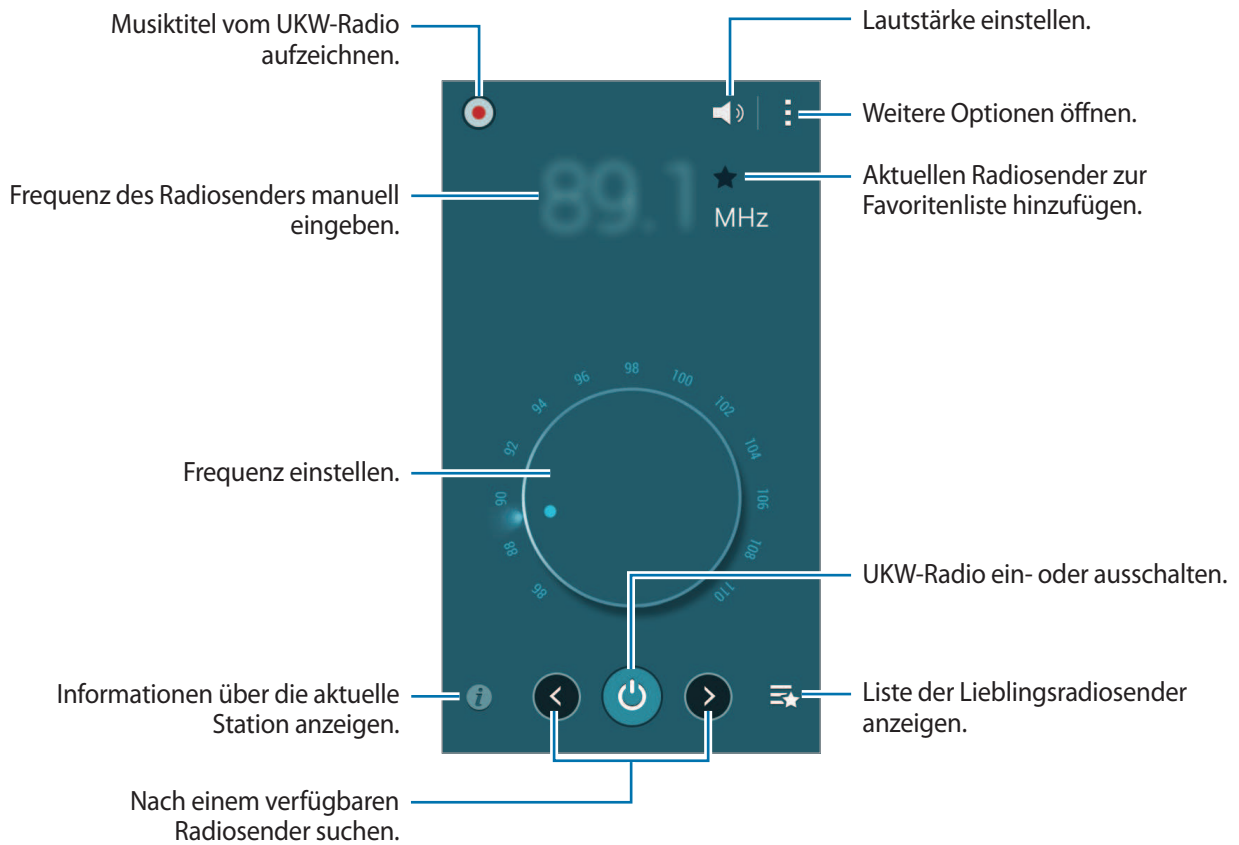 Musiktitel vom UKW-Radio
aufzeichnen.
Lautstärke einstellen.
Weitere Optionen öffnen.
Frequenz des Radiosenders manuell
eingeben.
89.1
MHz
Aktuellen Radiosender zur
Favoritenliste hinzufügen.
Frequenz einstellen.
86
88
90
92
94
96
98
100
102
104
106
108
110
UKW-Radio ein- oder ausschalten.
Informationen über die aktuelle
Station anzeigen.
i
Liste der Lieblingsradiosender
anzeigen.
Nach einem verfügbaren
Radiosender suchen.